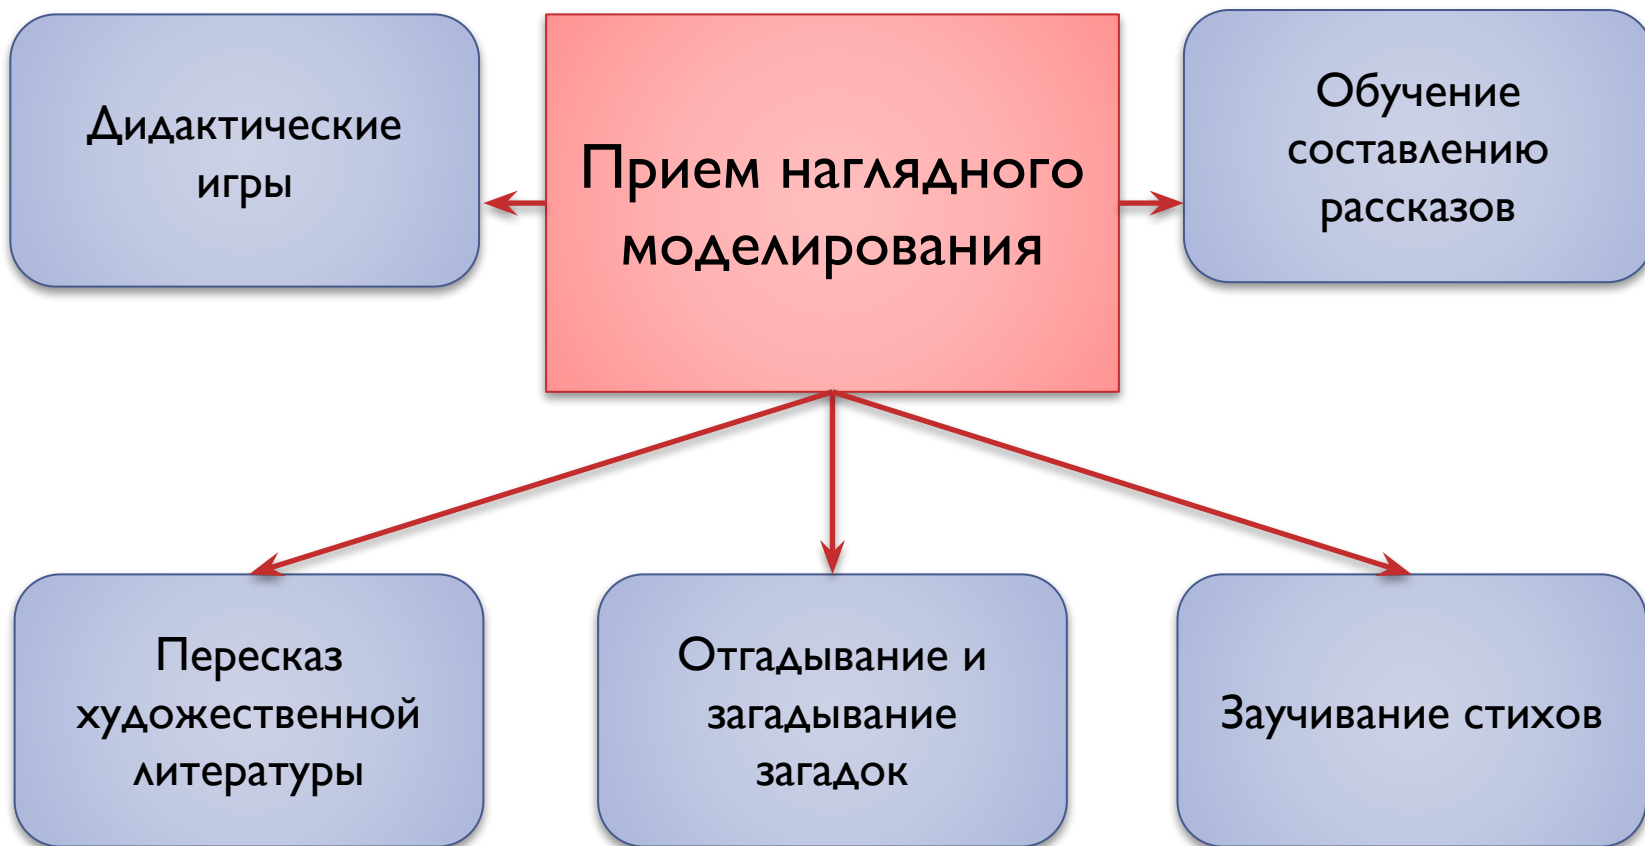 Дидактические
игры
Прием наглядного
моделирования
Обучение
составлению
рассказов
Пересказ
художественной
литературы
Отгадывание и
загадывание
загадок
Заучивание стихов